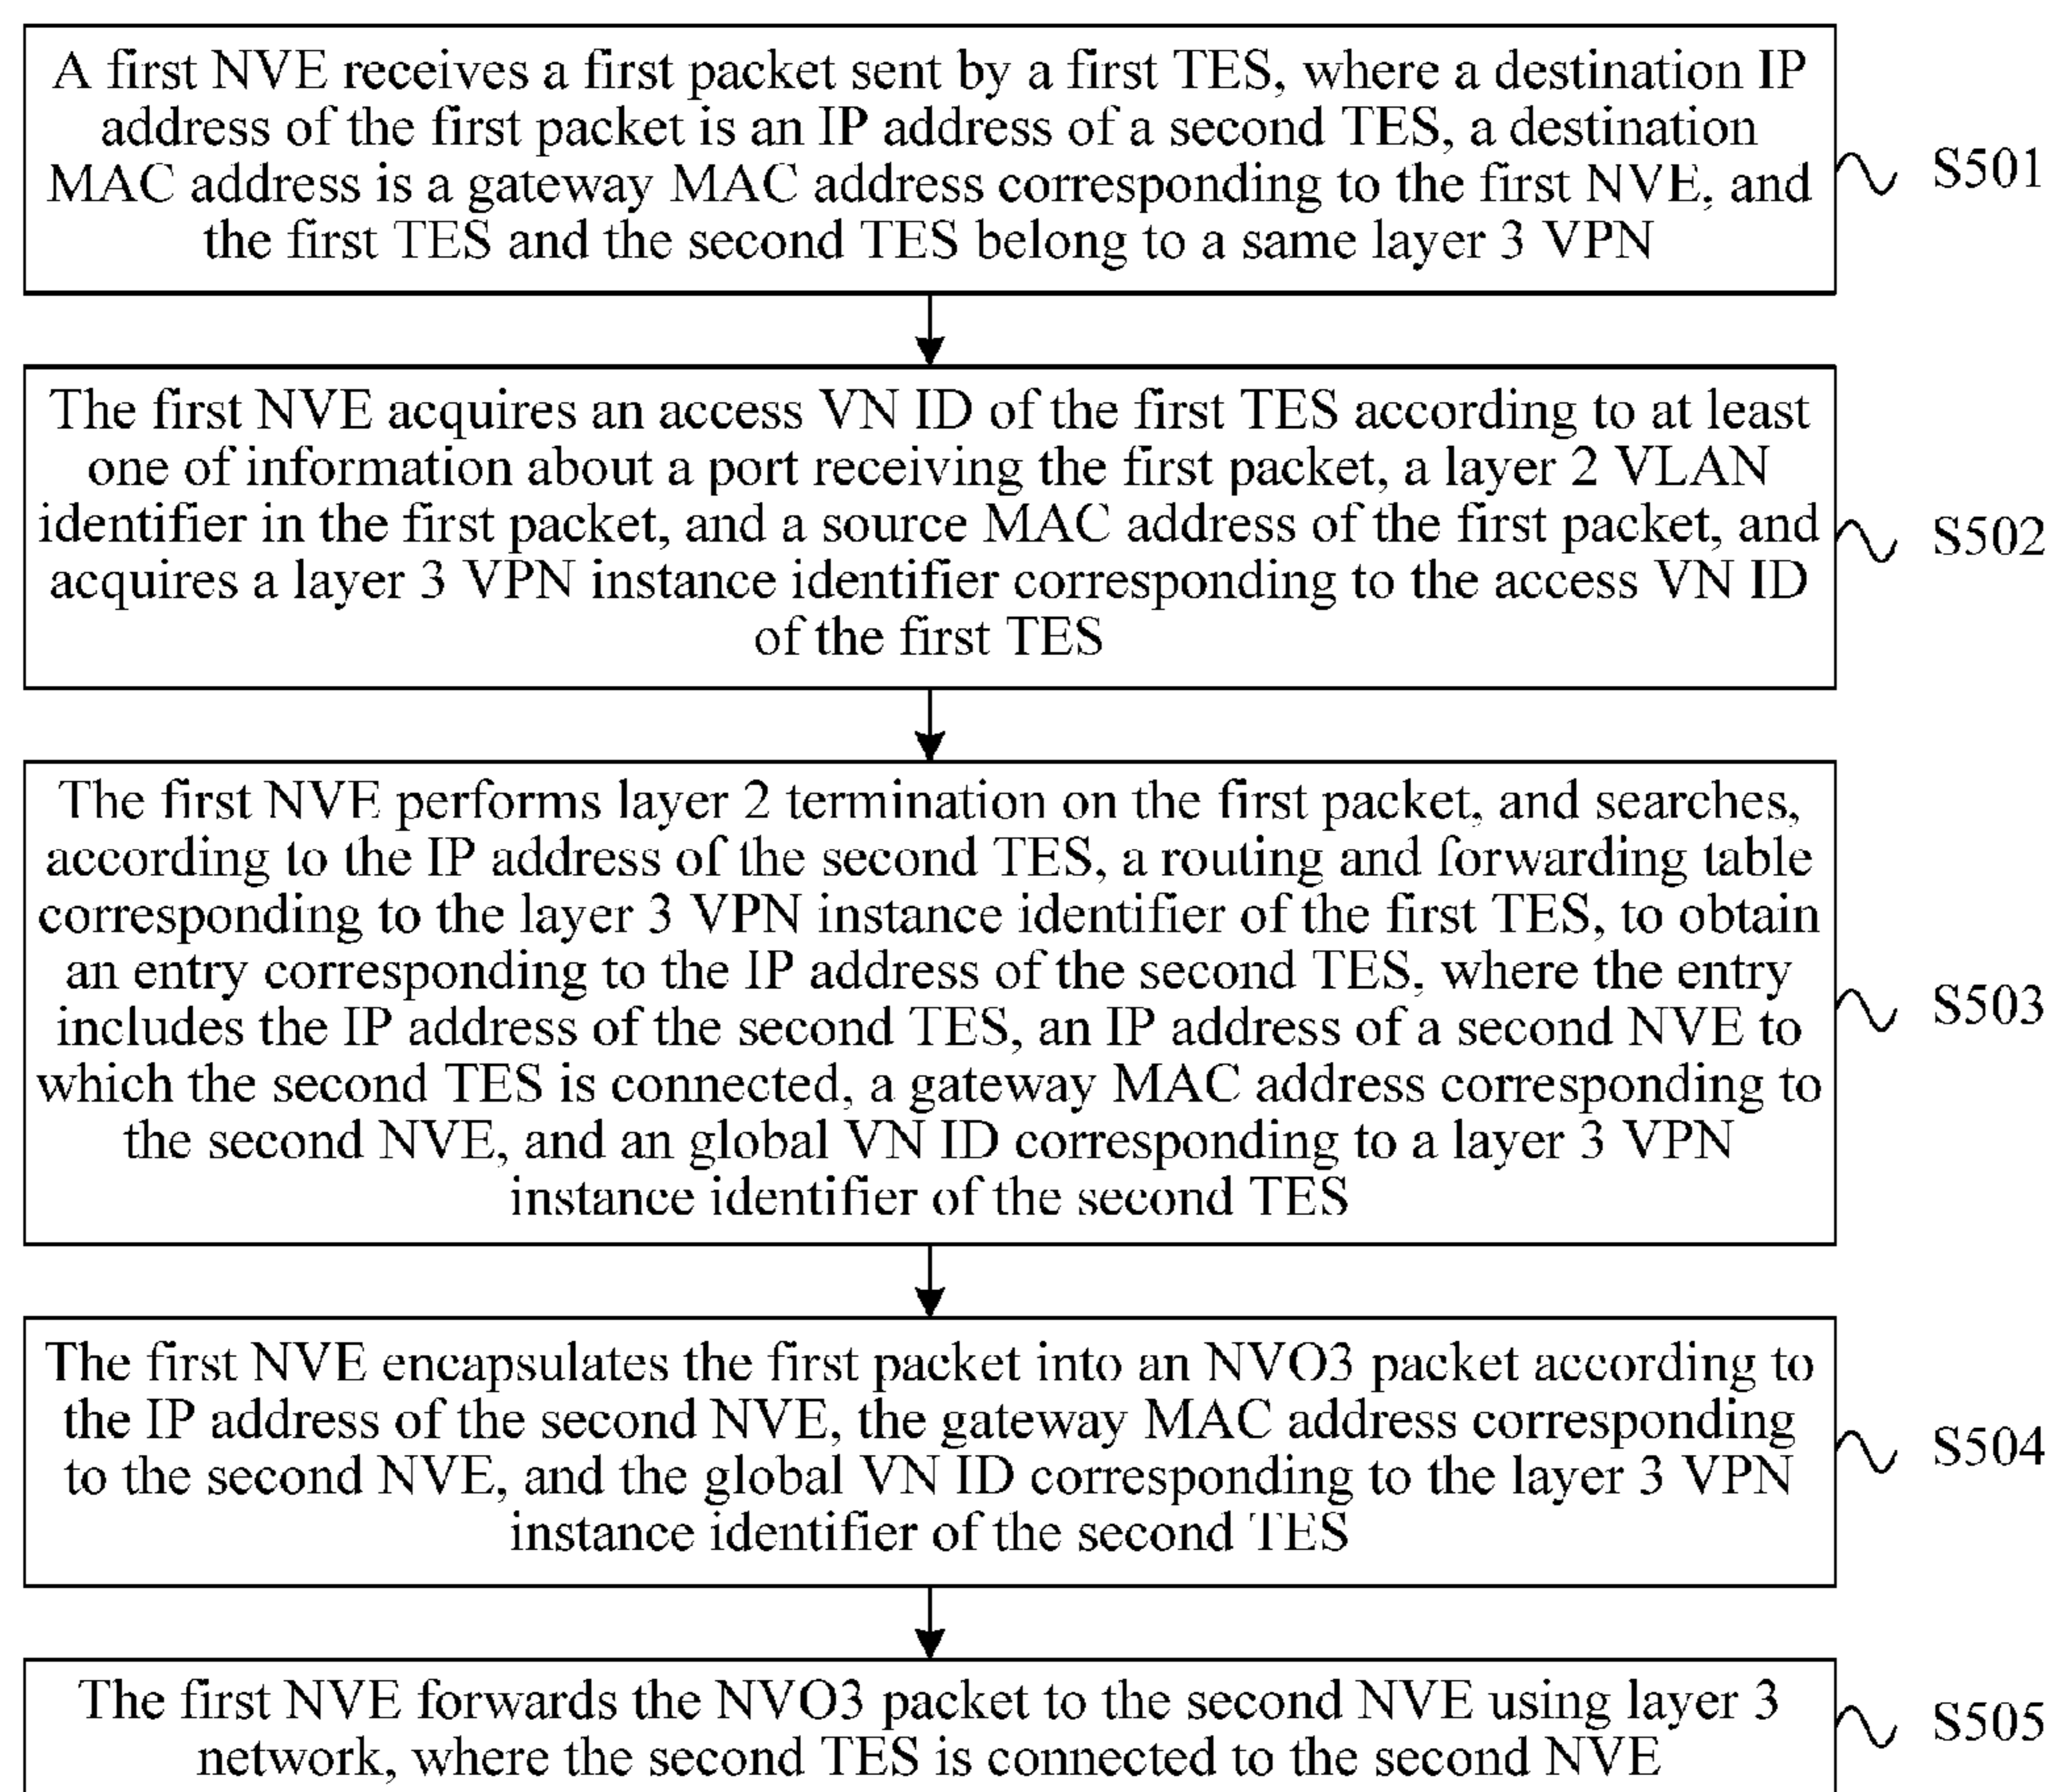 A first NVE receives a first packet sent by a first TES, where a destination IP
address of the first packet is an IP address of a second TES, a destination
MAC address is a gateway MAC address corresponding to the first NVE, and
the first TES and the second TES belong to a same layer 3 VPN
S501
The first NVE acquires an access VN ID of the first TES according to at least
one of information about a port receiving the first packet, a layer 2 VLAN
identifier in the first packet, and a source MAC address of the first packet, and
acquires a layer 3 VPN instance identifier corresponding to the access VN ID
of the first TES
S502
The first NVE performs layer 2 termination on the first packet, and searches,
according to the IP address of the second TES, a routing and forwarding table
corresponding to the layer 3 VPN instance identifier of the first TES, to obtain
an entry corresponding to the IP address of the second TES, where the entry
includes the IP address of the second TES, an IP address of a second NVE to
which the second TES is connected, a gateway MAC address corresponding to
the second NVE, and an global VN ID corresponding to a layer 3 VPN
instance identifier of the second TES
S503
The first NVE encapsulates the first packet into an NVO3 packet according to
the IP address of the second NVE, the gateway MAC address corresponding
to the second NVE, and the global VN ID corresponding to the layer 3 VPN
instance identifier of the second TES
S504
The first NVE forwards the NVO3 packet to the second NVE using layer 3
network, where the second TES is connected to the second NVE
S505